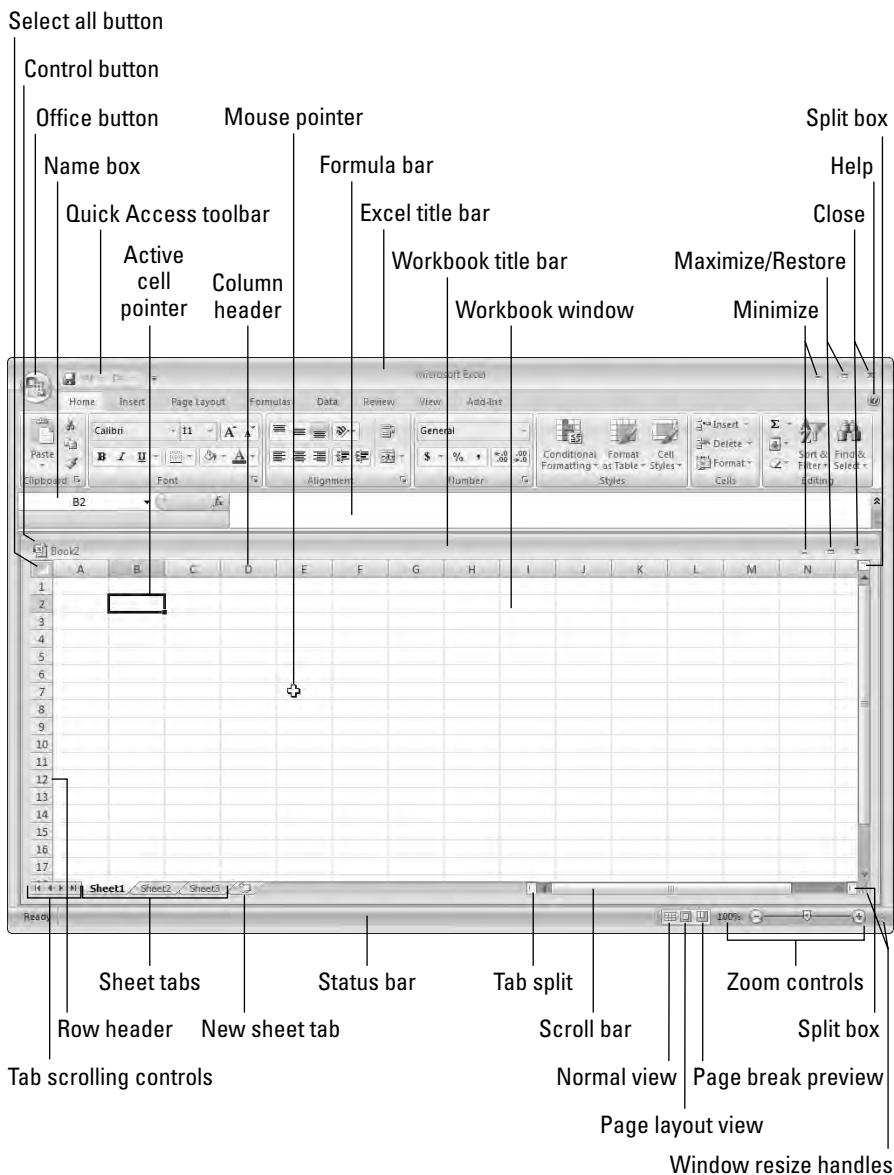 Select all button
Control button
Office button Mouse pointer Split box
Name box Formula bar Help
Quick Access toolbar Excel title bar Close
Active cell pointer Column header Workbook title bar Maximize/Restore
Workbook window Minimize
Microsoft Excel
Home Insert Page Layout Formulas Data Review View Add-Ins
Calibri 11 A A General Insert Σ
Paste Conditional Format Cell Delete Sort & Find &
B I U A $ % , .0 .00 .00 .0 Formatting as Table Styles Format Filter Select
Clipboard Font Alignment Number Styles Cells Editing
B2 fx
Book2
A B C D E F G H I J K L M N
1
2
3
4
5
6
7
8
9
10
11
12
13
14
15
16
17
Sheet1 Sheet2 Sheet3
Ready 100%
Sheet tabs Status bar Tab split Zoom controls
Row header New sheet tab Scroll bar Split box
Tab scrolling controls Normal view Page break preview
Page layout view
Window resize handles